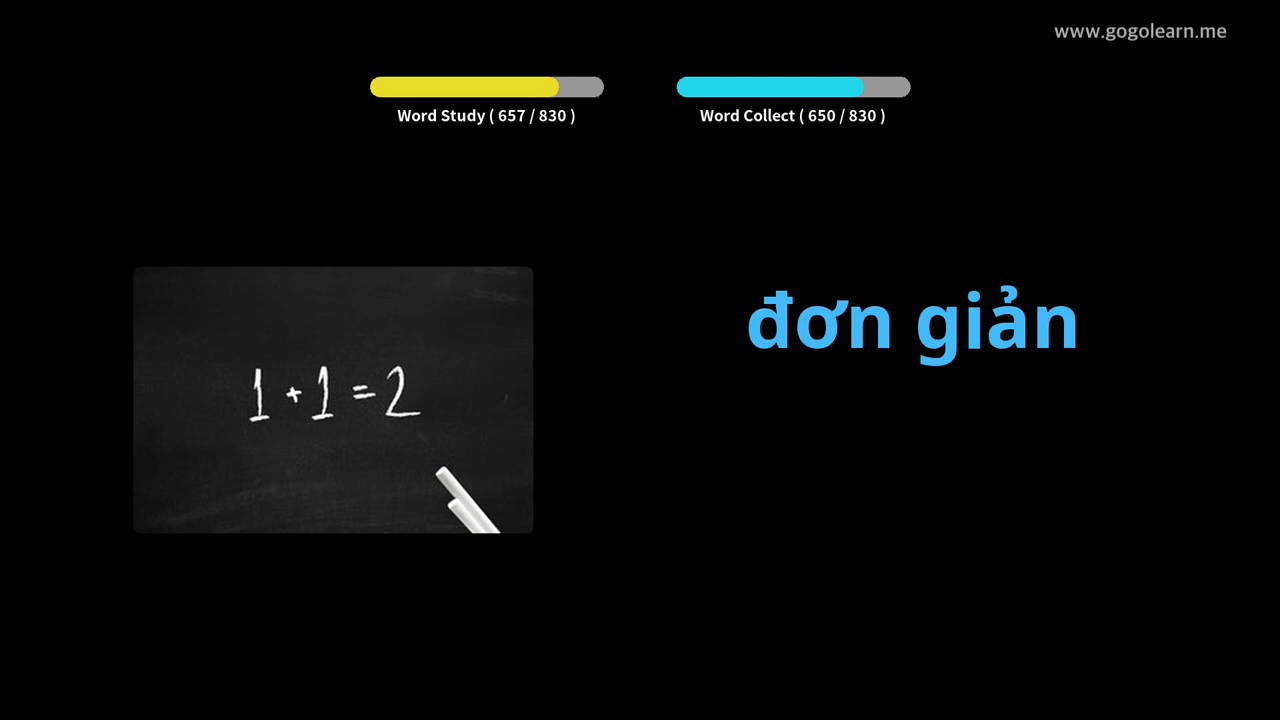 www.gogolearn.me
Word Study ( 657 / 830 )
Word Collect ( 650 / 830 )
1 + 1 = 2
đơn giản